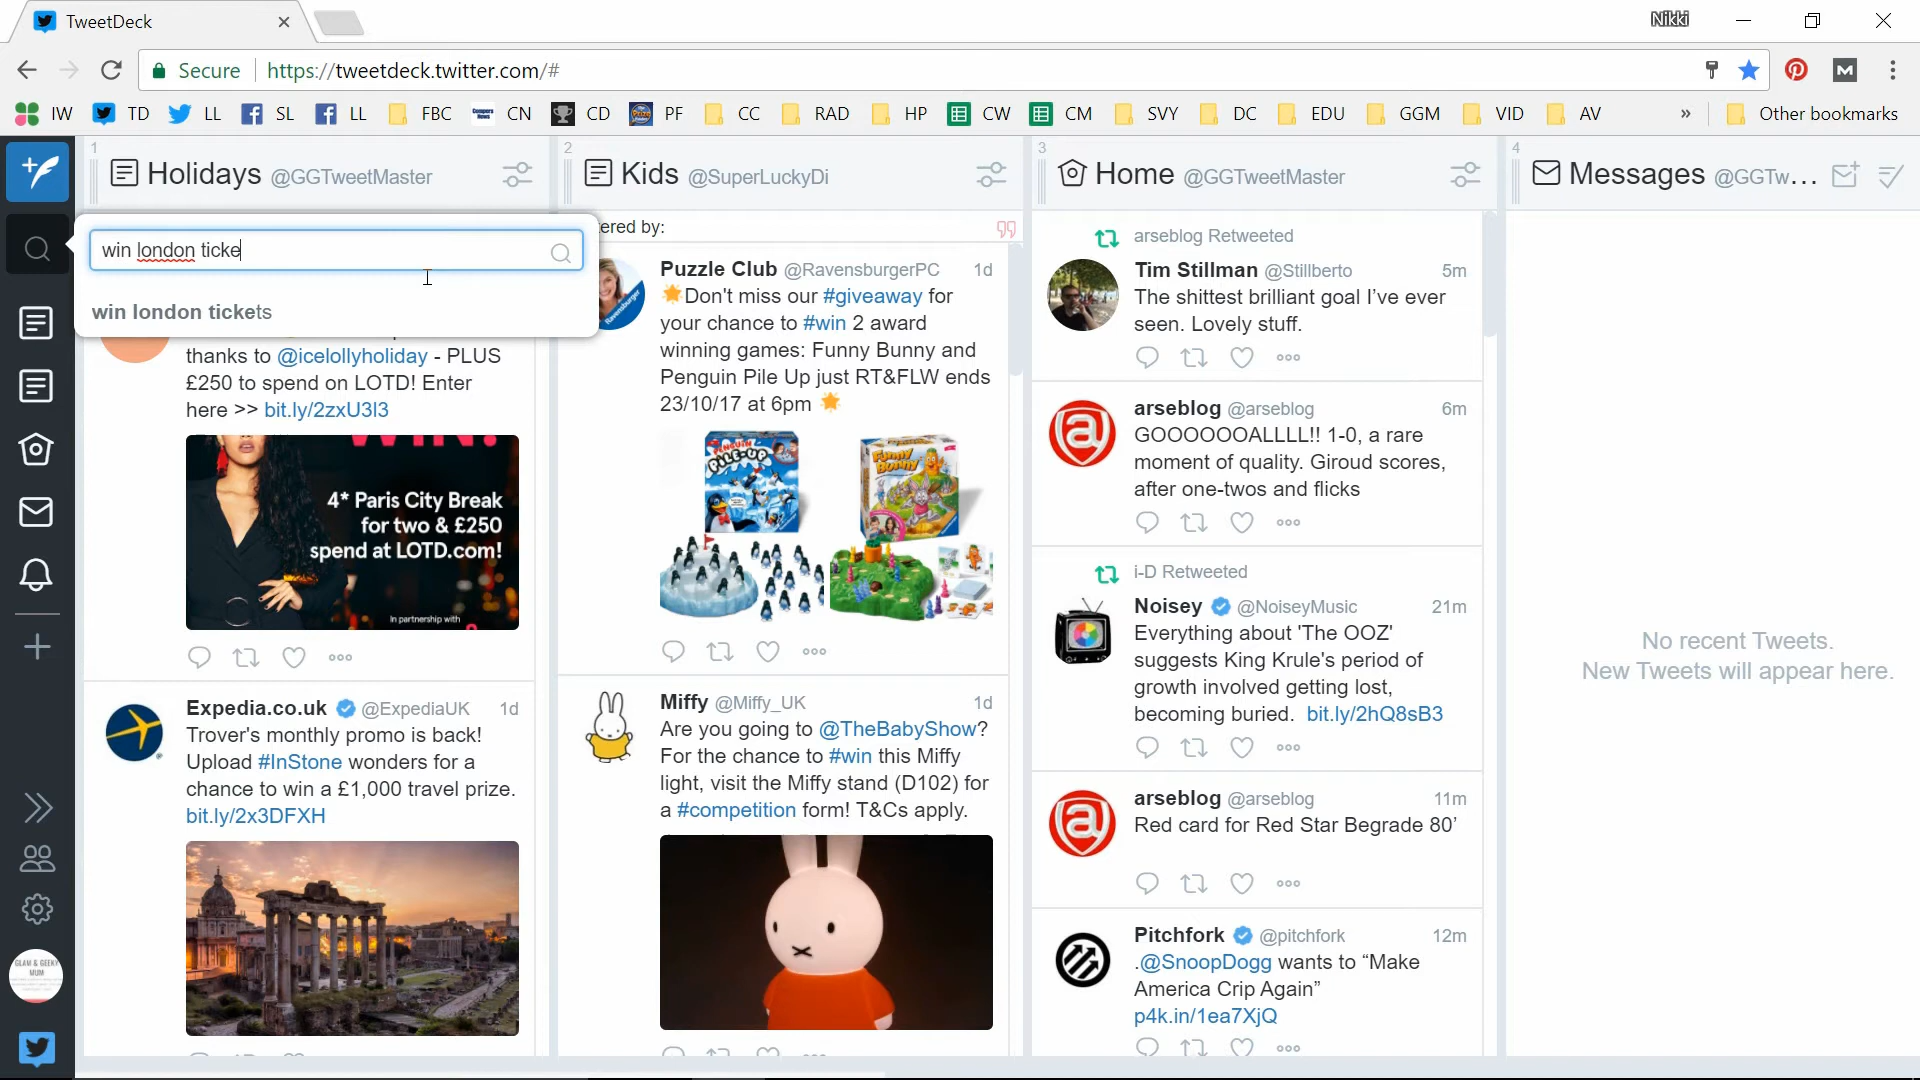 TweetDeck
Nikki
Secure https://tweetdeck.twitter.com/#
IW TD LL SL LL FBC CN CD PF CC RAD HP CW CM SVY DC EDU GGM VID AV » Other bookmarks
1
Holidays @GGTweetMaster
win london ticke
win london tickets
thanks to @icelollyholiday - PLUS
£250 to spend on LOTD! Enter
here >> bit.ly/2zxU3l3
WIN!
4* Paris City Break
for two & £250
spend at LOTD.com!
In partnership with
Expedia.co.uk @ExpediaUK 1d
Trover's monthly promo is back!
Upload #InStone wonders for a
chance to win a £1,000 travel prize.
bit.ly/2x3DFXH
2
Kids @SuperLuckyDi
ered by:
Puzzle Club @RavensburgerPC 1d
Don't miss our #giveaway for
your chance to #win 2 award
winning games: Funny Bunny and
Penguin Pile Up just RT&FLW ends
23/10/17 at 6pm
PENGUIN
PILE-UP
Funny
Bunny
Miffy @Miffy_UK 1d
Are you going to @TheBabyShow?
For the chance to #win this Miffy
light, visit the Miffy stand (D102) for
a #competition form! T&Cs apply.
3
Home @GGTweetMaster
arseblog Retweeted
Tim Stillman @Stillberto 5m
The shittest brilliant goal I've ever
seen. Lovely stuff.
arseblog @arseblog 6m
GOOOOOOALLLL!! 1-0, a rare
moment of quality. Giroud scores,
after one-twos and flicks
i-D Retweeted
Noisey @NoiseyMusic 21m
Everything about 'The OOZ'
suggests King Krule's period of
growth involved getting lost,
becoming buried. bit.ly/2hQ8sB3
arseblog @arseblog 11m
Red card for Red Star Begrade 80’
Pitchfork @pitchfork 12m
.@SnoopDogg wants to “Make
America Crip Again”
p4k.in/1ea7XjQ
4
Messages @GGTw...
No recent Tweets.
New Tweets will appear here.
GLAM & GEEKY
MUM